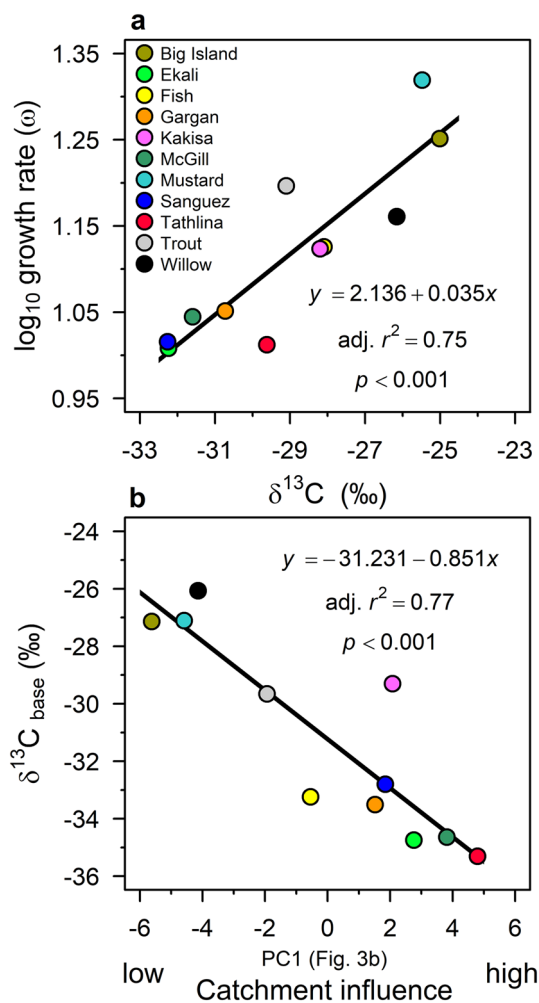 a
1.35
1.25
1.15
1.05
0.95
log10 growth rate (ω)
Big Island
Ekali
Fish
Gargan
Kakisa
McGill
Mustard
Sanguez
Tathlina
Trout
Willow
y = 2.136 + 0.035x
adj. r² = 0.75
p < 0.001
-33 -31 -29 -27 -25 -23
δ¹³C (‰)
b
-24
-26
-28
-30
-32
-34
-36
δ¹³C base (‰)
y = −31.231 − 0.851x
adj. r² = 0.77
p < 0.001
-6 -4 -2 0 2 4 6
PC1 (Fig. 3b)
low high
Catchment influence